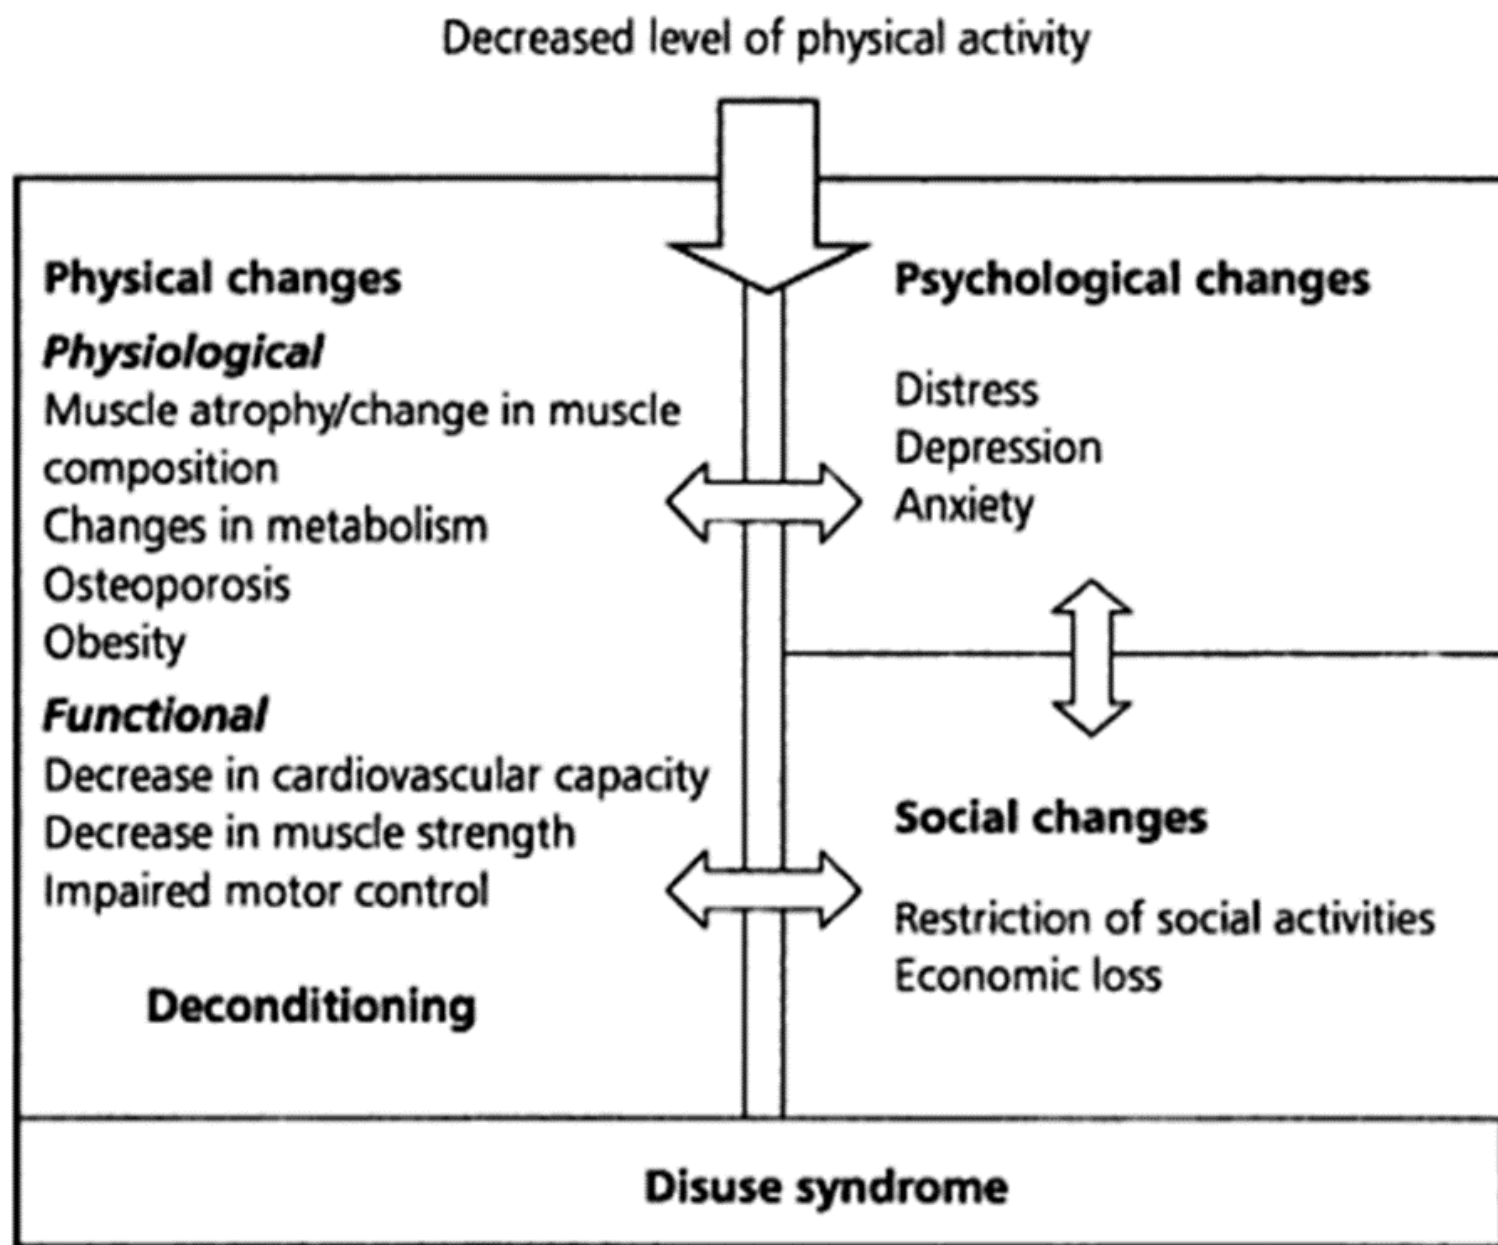 Decreased level of physical activity
Physical changes
Physiological
Muscle atrophy/change in muscle
composition
Changes in metabolism
Osteoporosis
Obesity
Functional
Decrease in cardiovascular capacity
Decrease in muscle strength
Impaired motor control
Deconditioning
Psychological changes
Distress
Depression
Anxiety
Social changes
Restriction of social activities
Economic loss
Disuse syndrome